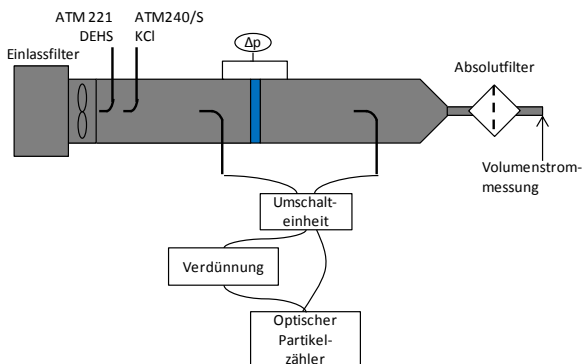 ATM 221
DEHS
ATM240/S
KCl
Einlassfilter
Δp
Absolutfilter
Volumenstrom-
messung
Umschalt-
einheit
Verdünnung
Optischer
Partikel-
zähler